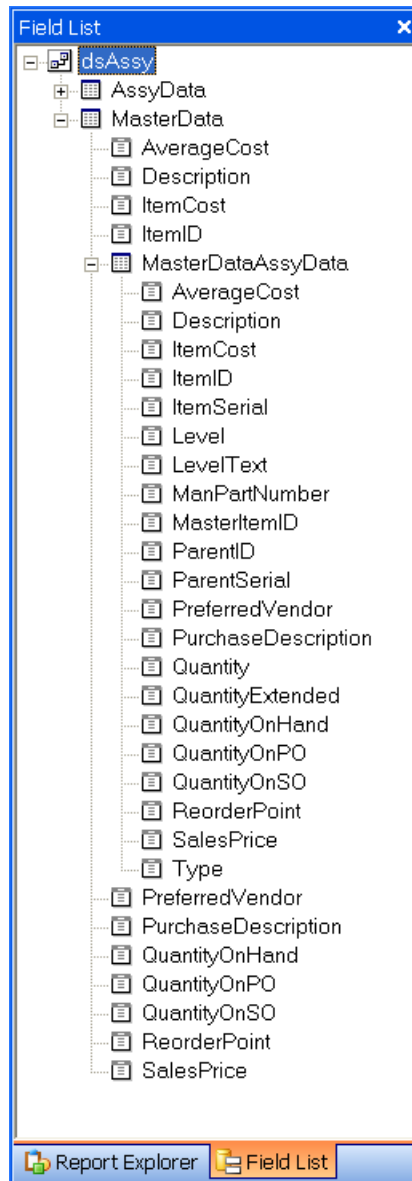 Field List
dsAssy
AssyData
MasterData
AverageCost
Description
ItemCost
ItemID
MasterDataAssyData
AverageCost
Description
ItemCost
ItemID
ItemSerial
Level
LevelText
ManPartNumber
MasterItemID
ParentID
ParentSerial
PreferredVendor
PurchaseDescription
Quantity
QuantityExtended
QuantityOnHand
QuantityOnPO
QuantityOnSO
ReorderPoint
SalesPrice
Type
PreferredVendor
PurchaseDescription
QuantityOnHand
QuantityOnPO
QuantityOnSO
ReorderPoint
SalesPrice
Report Explorer Field List